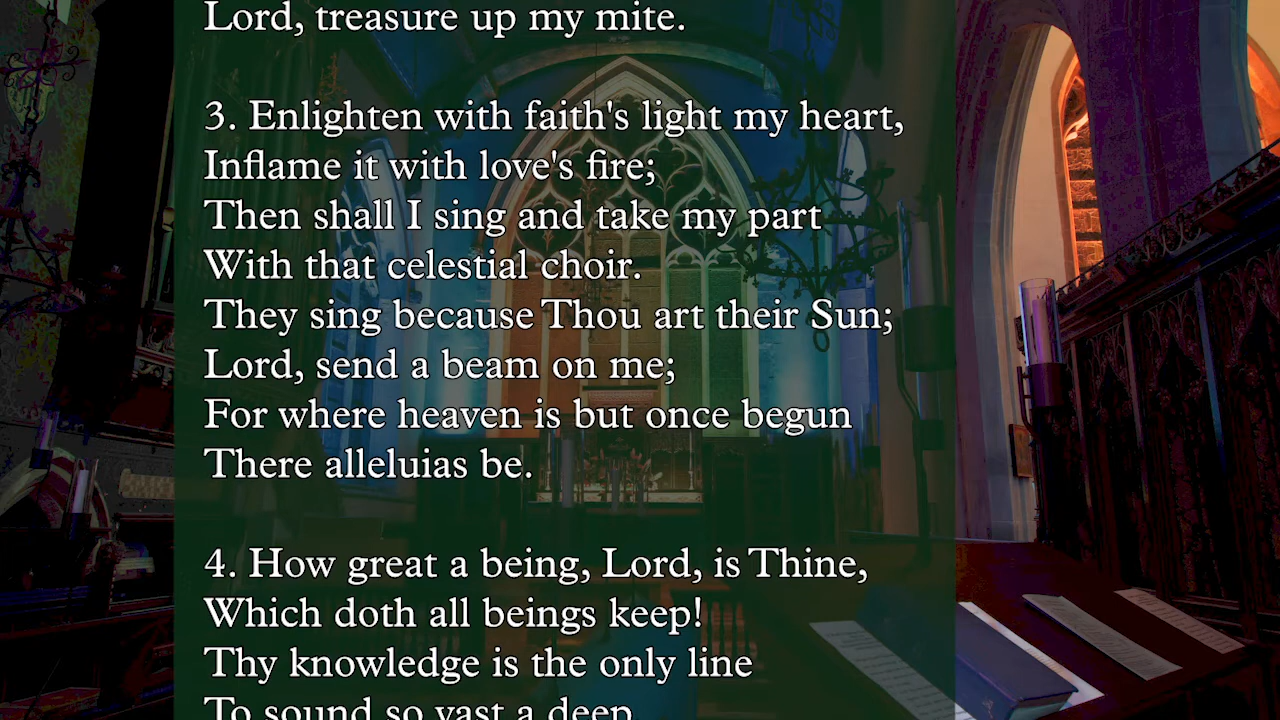 Lord, treasure up my mite.
3. Enlighten with faith's light my heart,
Inflame it with love's fire;
Then shall I sing and take my part
With that celestial choir.
They sing because Thou art their Sun;
Lord, send a beam on me;
For where heaven is but once begun
There alleluias be.
4. How great a being, Lord, is Thine,
Which doth all beings keep!
Thy knowledge is the only line
To sound so vast a deep